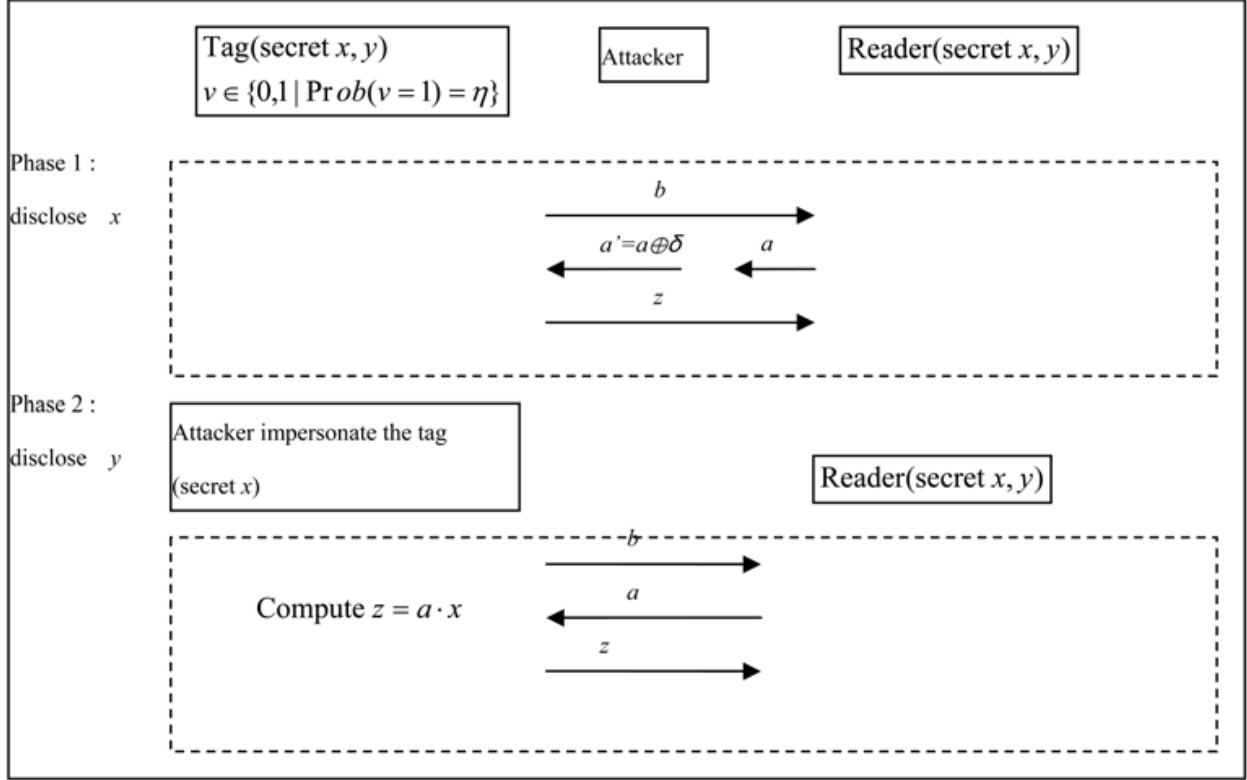 Tag(secret x, y)
v ∈ {0,1 | Prob(v = 1) = η}
Attacker
Reader(secret x, y)
Phase 1 :
disclose x
b
a’=a⊕δ
a
z
Phase 2 :
disclose y
Attacker impersonate the tag
(secret x)
Reader(secret x, y)
b
a
Compute z = a · x
z